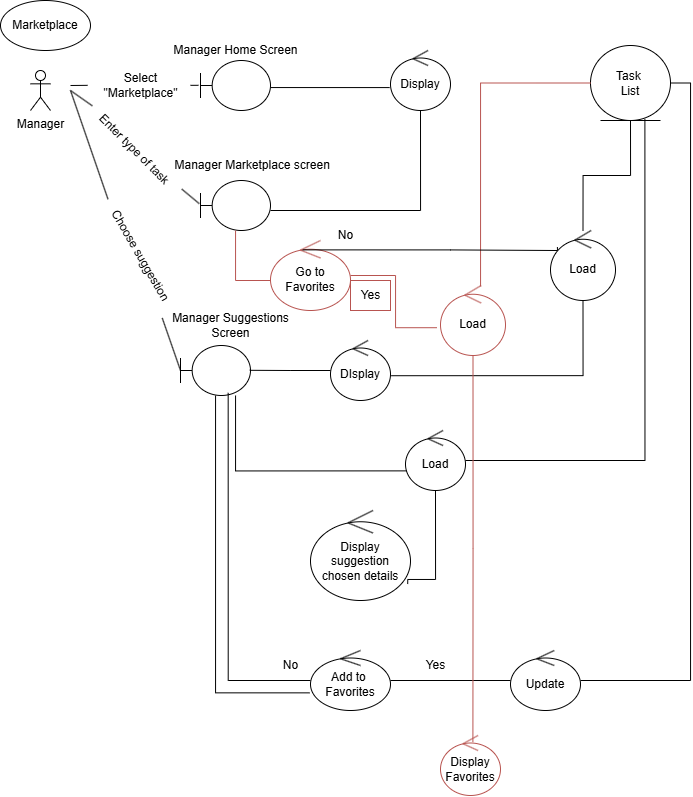 Marketplace
Manager Home Screen
Select
"Marketplace"
Display
Task
List
Manager
Enter type of task
Manager Marketplace screen
Choose suggestion
No
Go to
Favorites
Yes
Load
Load
Manager Suggestions
Screen
DIsplay
Load
Display
suggestion
chosen details
No
Add to
Favorites
Yes
Update
Display
Favorites